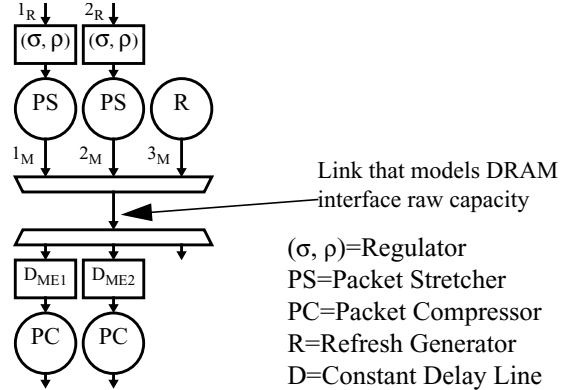 1R 2R
(σ, ρ) (σ, ρ)
PS PS R
1M 2M 3M
Link that models DRAM
interface raw capacity
DME1 DME2
PC PC
(σ, ρ)=Regulator
PS=Packet Stretcher
PC=Packet Compressor
R=Refresh Generator
D=Constant Delay Line